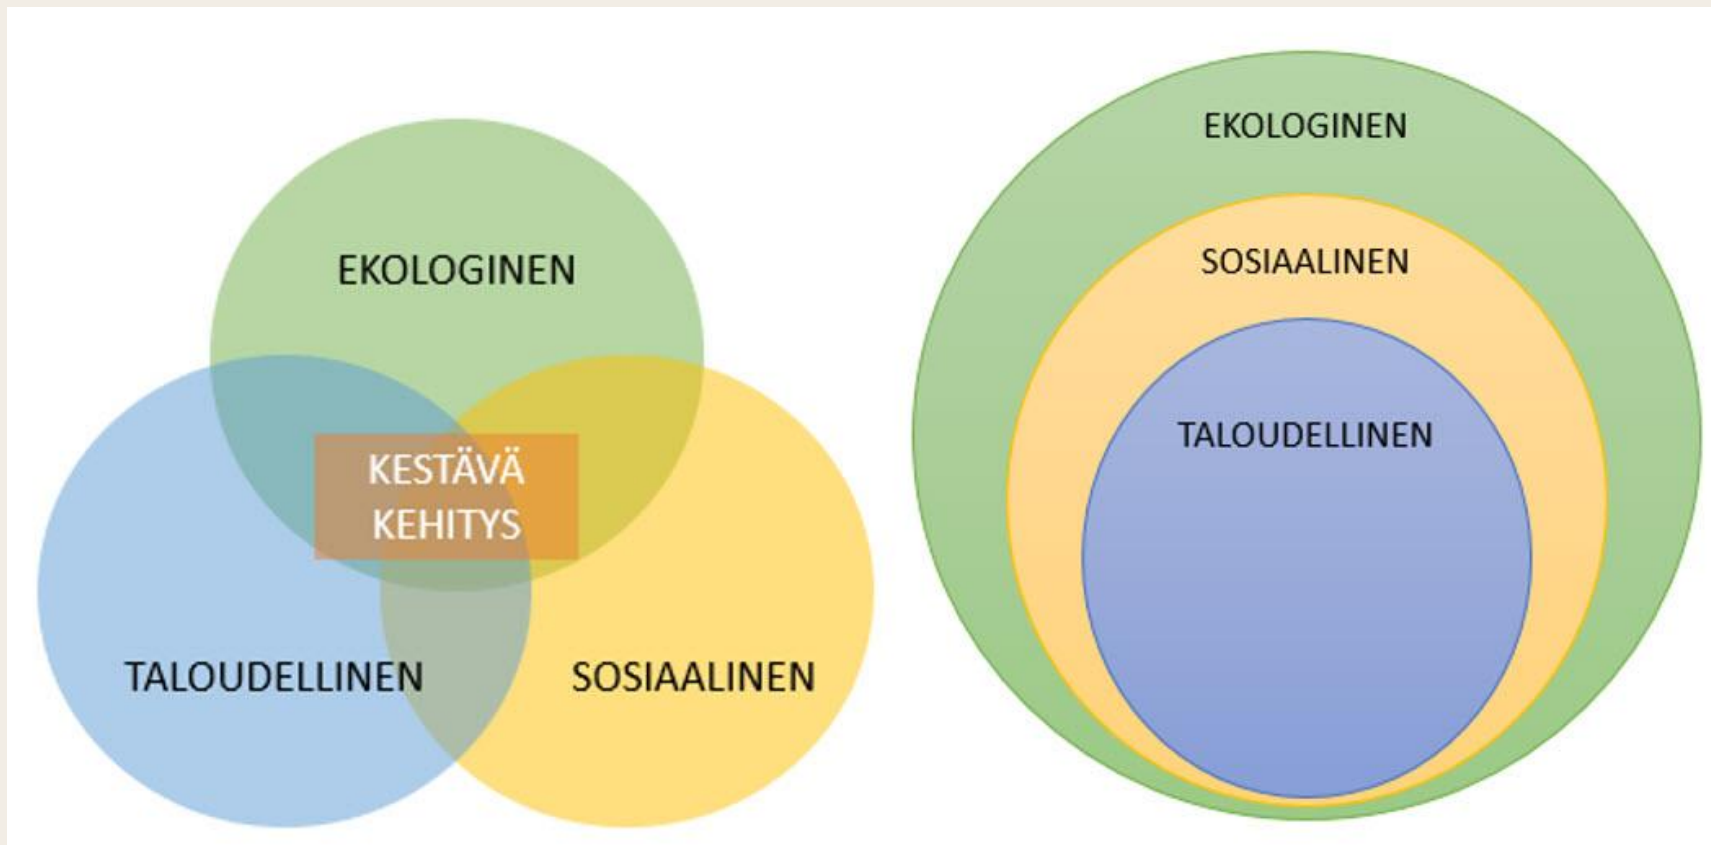 EKOLOGINEN
KESTÄVÄ
KEHITYS
TALOUDELLINEN
SOSIAALINEN
EKOLOGINEN
SOSIAALINEN
TALOUDELLINEN